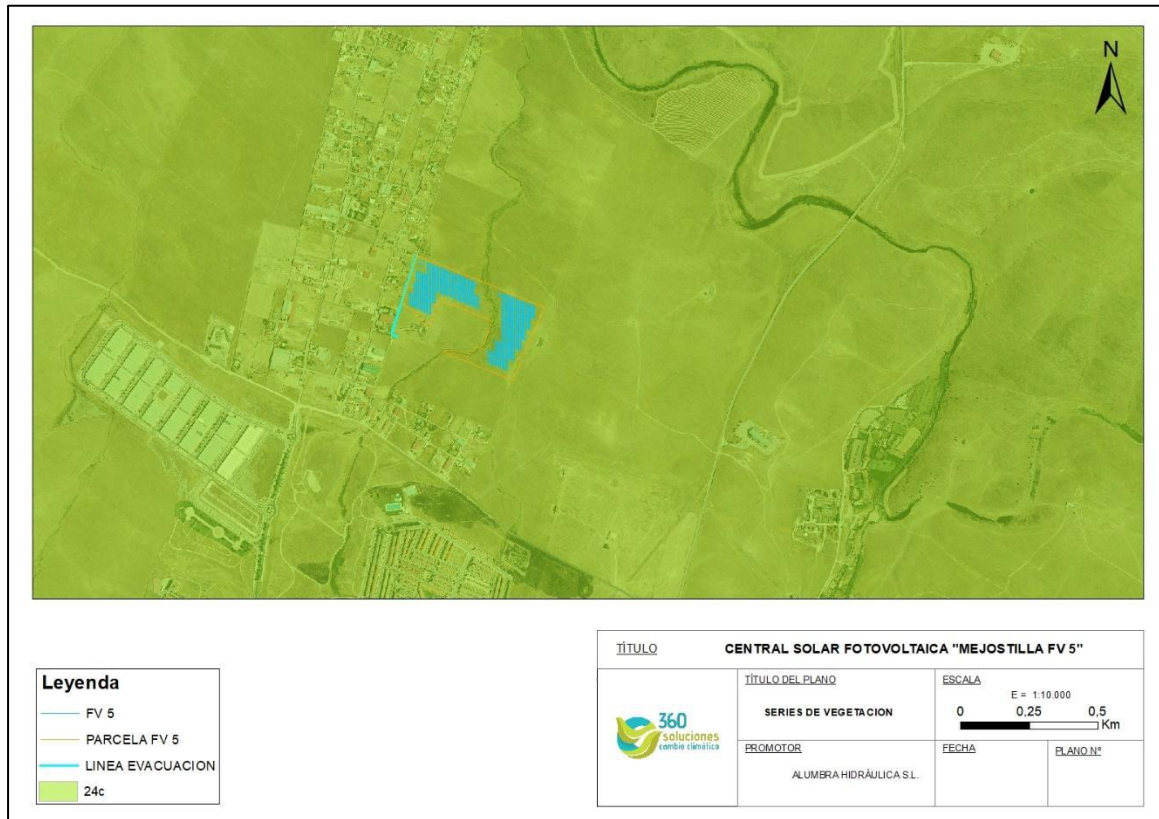 N
Leyenda
FV 5
PARCELA FV 5
LINEA EVACUACION
24c
TÍTULO
CENTRAL SOLAR FOTOVOLTAICA "MEJOSTILLA FV 5"
360
soluciones
cambio climático
TÍTULO DEL PLANO
SERIES DE VEGETACION
ESCALA
E = 1:10.000
0 0,25 0,5
Km
PROMOTOR
ALUMBRA HIDRÁULICA S.L.
FECHA
PLANO Nº